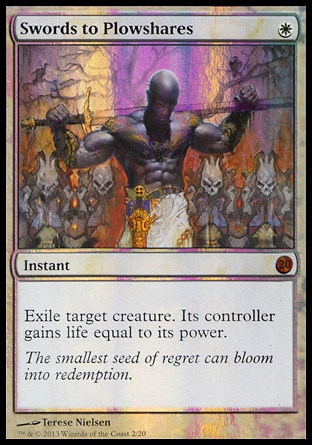 Swords to Plowshares
Instant
20
Exile target creature. Its controller
gains life equal to its power.
The smallest seed of regret can bloom
into redemption.
Terese Nielsen
™ & © 2013 Wizards of the Coast 2/20